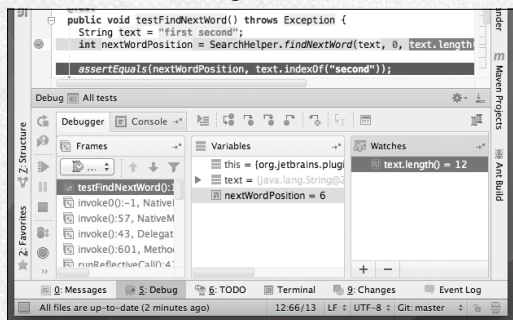 public void testFindNextWord() throws Exception {
String text = "first second";
int nextWordPosition = SearchHelper.findNextWord(text, 0, text.length
assertEquals(nextWordPosition, text.indexOf("second"));
Debug All tests
Debugger Console
Frames
Variables
Watches
testFindNextWord():
invoke0():-1, Nativel
invoke():57, NativeM
invoke():43, Delegat
invoke():601, Metho
runReflectiveCall():4
this = {org.jetbrains.plugi
text = {java.lang.String@
nextWordPosition = 6
text.length() = 12
Z: Structure
2: Favorites
Maven Projects
Ant Build
0: Messages 5: Debug 6: TODO Terminal 9: Changes Event Log
All files are up-to-date (2 minutes ago) 12:66/13 LF UTF-8 Git: master